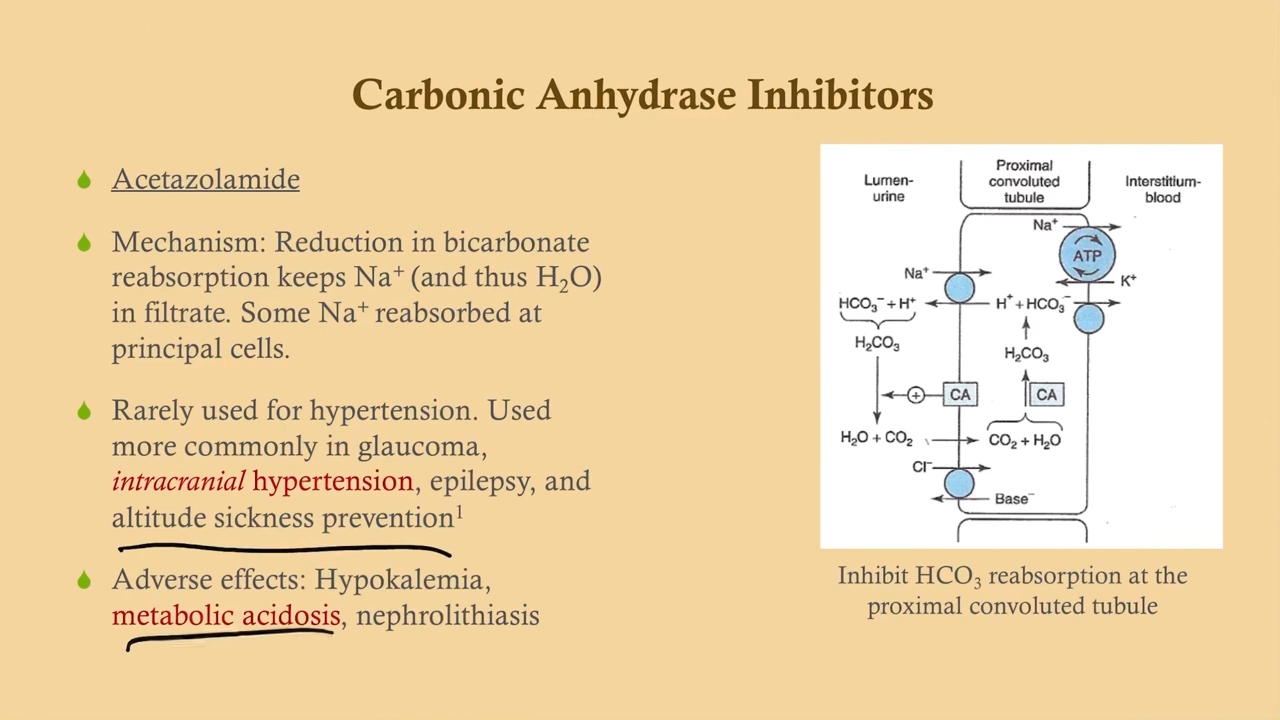 Carbonic Anhydrase Inhibitors
Acetazolamide
Mechanism: Reduction in bicarbonate
reabsorption keeps Na⁺ (and thus H₂O)
in filtrate. Some Na⁺ reabsorbed at
principal cells.
Rarely used for hypertension. Used
more commonly in glaucoma,
intracranial hypertension, epilepsy, and
altitude sickness prevention¹
Adverse effects: Hypokalemia,
metabolic acidosis, nephrolithiasis
Lumen-
urine
Proximal
convoluted
tubule
Interstitium-
blood
Na⁺
ATP
K⁺
Na⁺
HCO₃⁻ + H⁺
H⁺ + HCO₃⁻
H₂CO₃
H₂CO₃
+
CA
CA
H₂O + CO₂
CO₂ + H₂O
Cl⁻
Base⁻
Inhibit HCO₃ reabsorption at the
proximal convoluted tubule